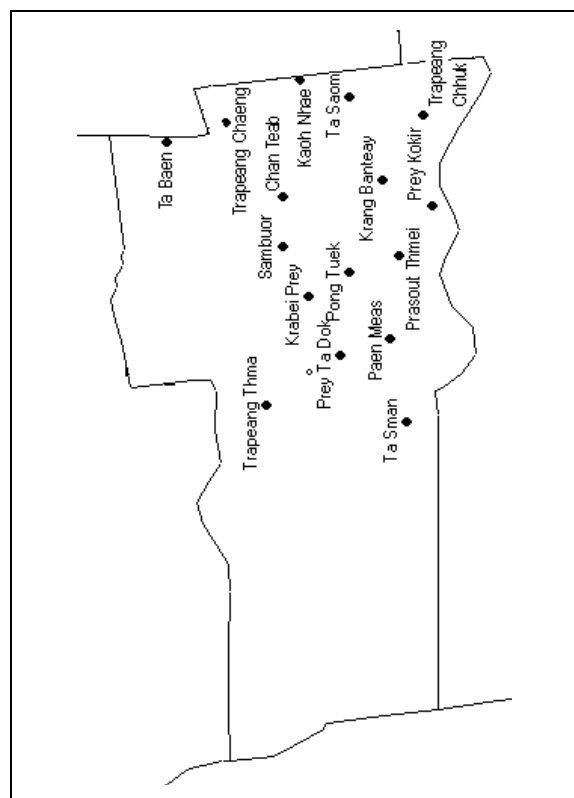 Ta Baen
Trapeang Chaeng
Chan Teab
Kaoh Nhae
Ta Saom
Trapeang
Chhuk
Krang Banteay
Prey Kokir
Sambuor
Krabei Prey
Pong Tuek
Prasout Thmei
Prey Ta Dok
Paen Meas
Trapeang Thma
Ta Sman